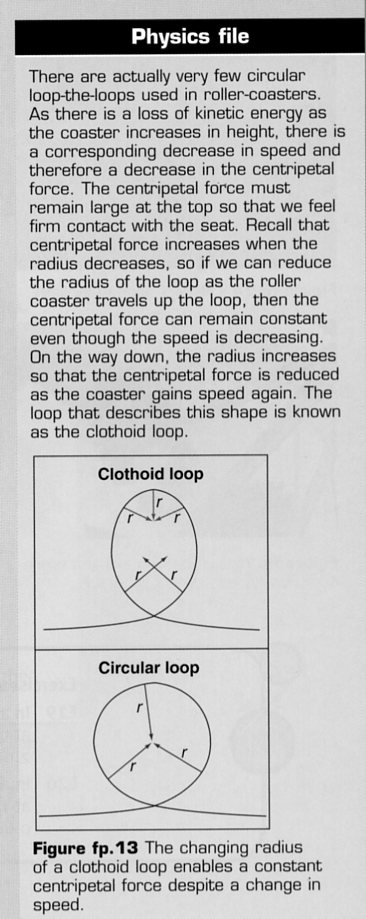 Physics file
There are actually very few circular
loop-the-loops used in roller-coasters.
As there is a loss of kinetic energy as
the coaster increases in height, there is
a corresponding decrease in speed and
therefore a decrease in the centripetal
force. The centripetal force must
remain large at the top so that we feel
firm contact with the seat. Recall that
centripetal force increases when the
radius decreases, so if we can reduce
the radius of the loop as the roller
coaster travels up the loop, then the
centripetal force can remain constant
even though the speed is decreasing.
On the way down, the radius increases
so that the centripetal force is reduced
as the coaster gains speed again. The
loop that describes this shape is known
as the clothoid loop.
Clothoid loop
r
r r
r r
Circular loop
r
r
r
Figure fp.13 The changing radius
of a clothoid loop enables a constant
centripetal force despite a change in
speed.